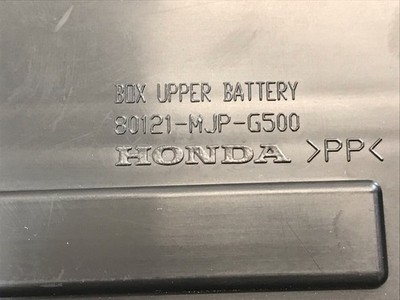 BOX UPPER BATTERY
80121-MJP-G500
HONDA >PP<